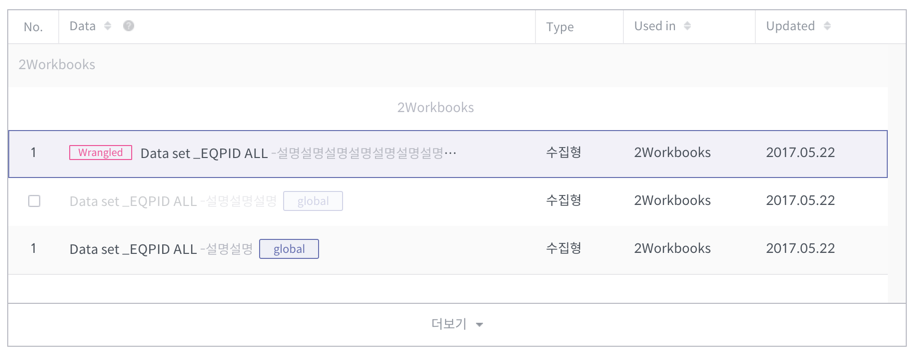 No. Data Type Used in Updated
2Workbooks
2Workbooks
1 Wrangled Data set _EQPID ALL -설명설명설명설명설명설명설명…
수집형 2Workbooks 2017.05.22
Data set _EQPID ALL -설명설명설명 global 수집형 2Workbooks 2017.05.22
1 Data set _EQPID ALL -설명설명 global 수집형 2Workbooks 2017.05.22
더보기